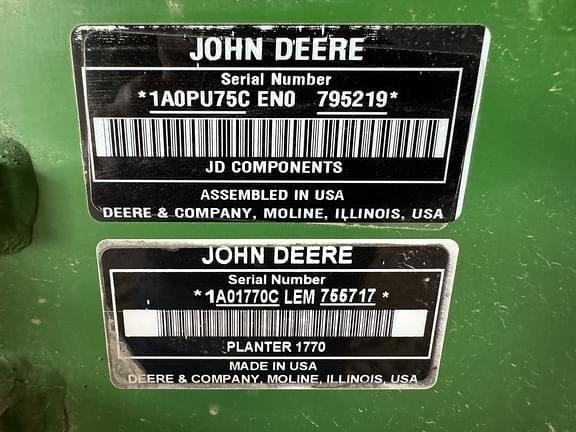 JOHN DEERE
Serial Number
*1A0PU75C EN0 795219*
JD COMPONENTS
ASSEMBLED IN USA
DEERE & COMPANY, MOLINE, ILLINOIS, USA
JOHN DEERE
Serial Number
*1A01770C LEM 755717 *
PLANTER 1770
MADE IN USA
DEERE & COMPANY, MOLINE, ILLINOIS, USA